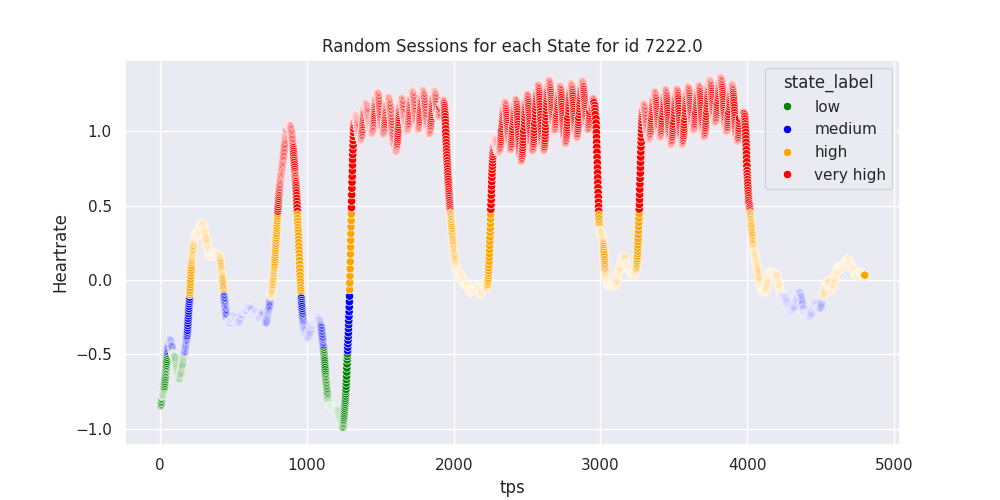 Random Sessions for each State for id 7222.0
state_label
low
medium
high
very high
Heartrate
1.0
0.5
0.0
−0.5
−1.0
0 1000 2000 3000 4000 5000
tps